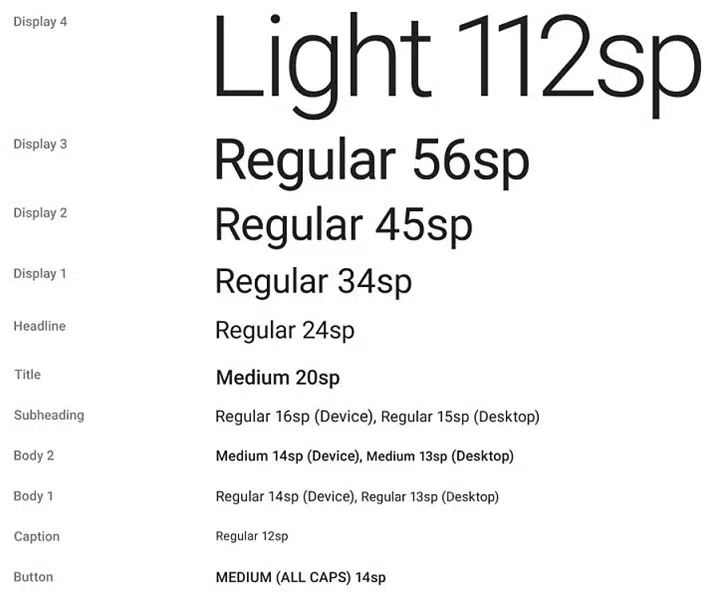 Display 4 Light 112sp
Display 3 Regular 56sp
Display 2 Regular 45sp
Display 1 Regular 34sp
Headline Regular 24sp
Title Medium 20sp
Subheading Regular 16sp (Device), Regular 15sp (Desktop)
Body 2 Medium 14sp (Device), Medium 13sp (Desktop)
Body 1 Regular 14sp (Device), Regular 13sp (Desktop)
Caption Regular 12sp
Button MEDIUM (ALL CAPS) 14sp